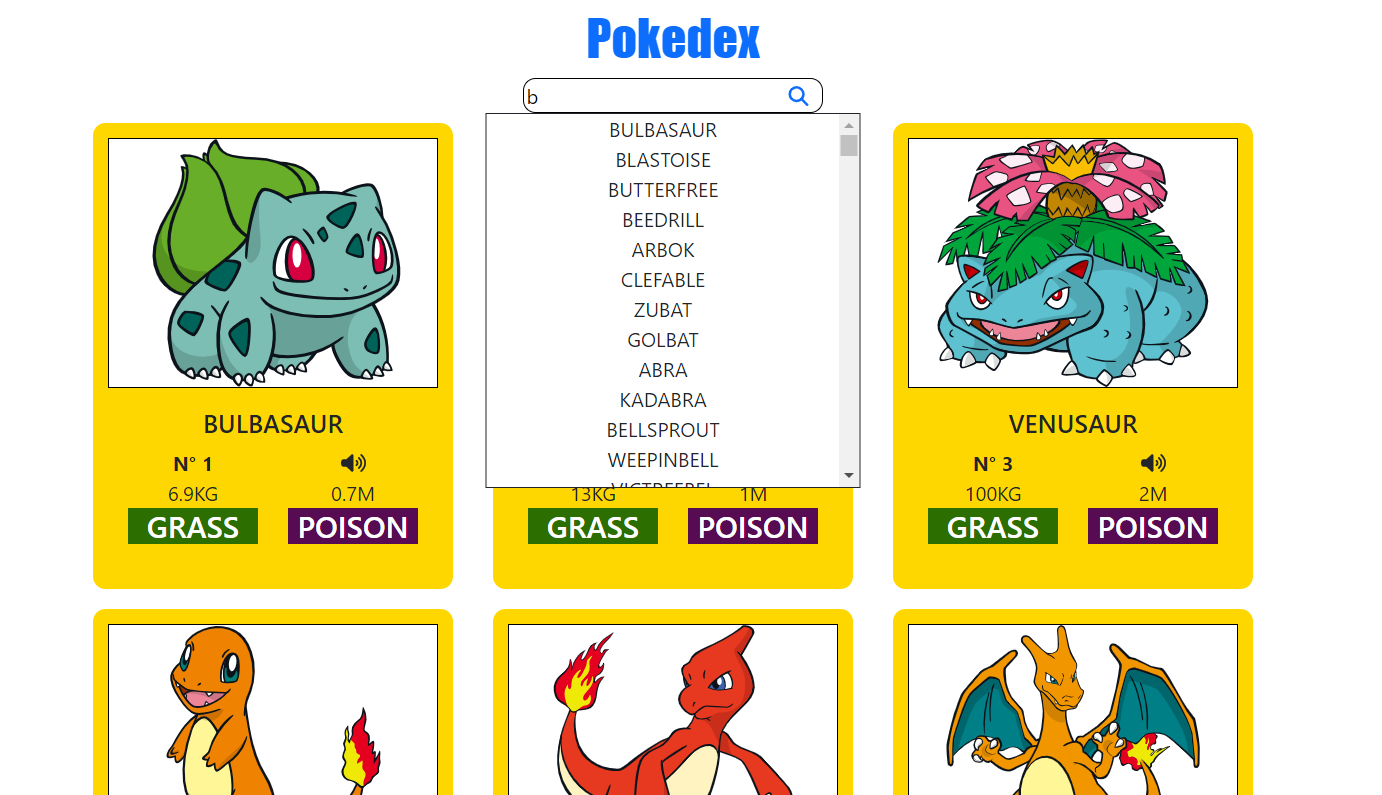 Pokedex
b
BULBASAUR
BLASTOISE
BUTTERFREE
BEEDRILL
ARBOK
CLEFABLE
ZUBAT
GOLBAT
ABRA
KADABRA
BELLSPROUT
WEEPINBELL
VICTREEBEL
BULBASAUR
N° 1
6.9KG 0.7M
GRASS POISON
13KG 1M
GRASS POISON
VENUSAUR
N° 3
100KG 2M
GRASS POISON